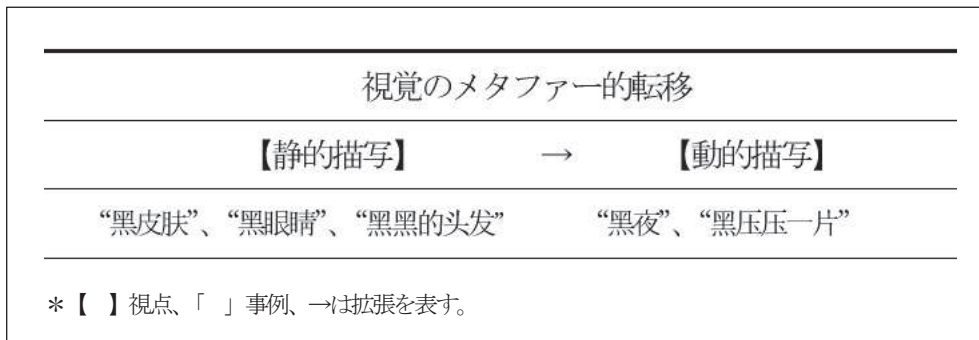 視覚のメタファー的転移
【静的描写】 → 【動的描写】
“黑皮肤”、“黑眼睛”、“黑黑的头发” “黑夜”、“黑压压一片”
＊【 】視点、「 」事例、→は拡張を表す。